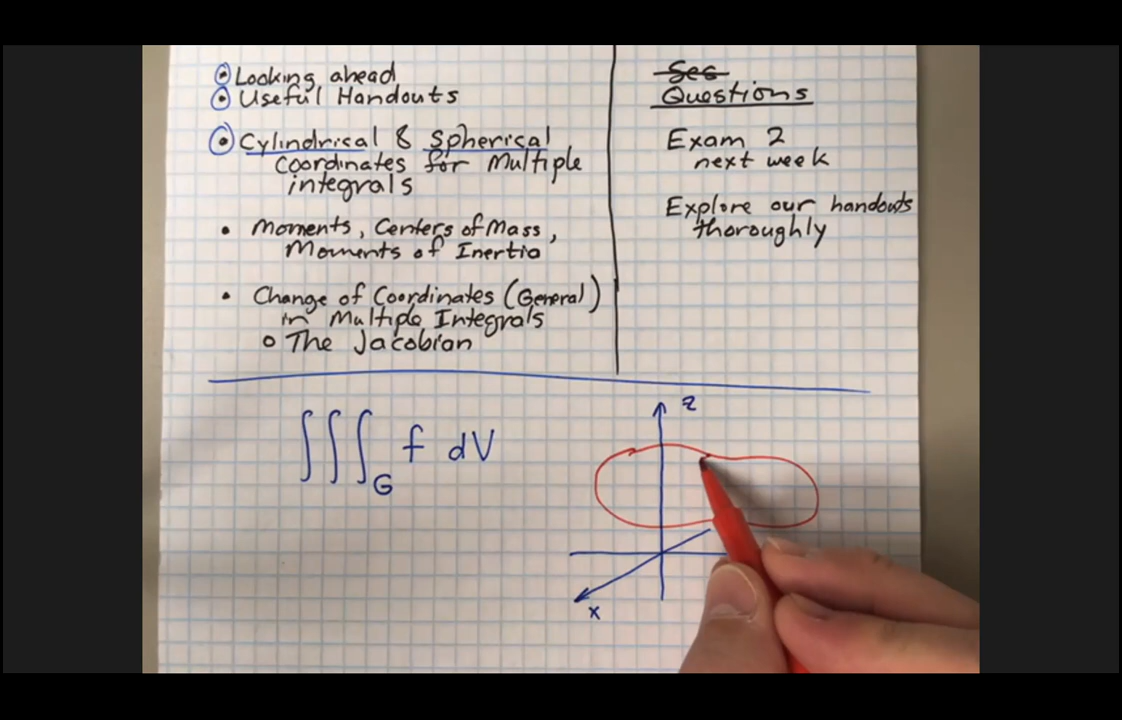 Looking ahead
Useful Handouts
Cylindrical & Spherical
Coordinates for Multiple
integrals
• Moments, Centers of Mass,
Moments of Inertia
• Change of Coordinates (General)
in Multiple Integrals
o The Jacobian
Ses
Questions
Exam 2
next week
Explore our handouts
thoroughly
∫∫∫_G f dV
z
x